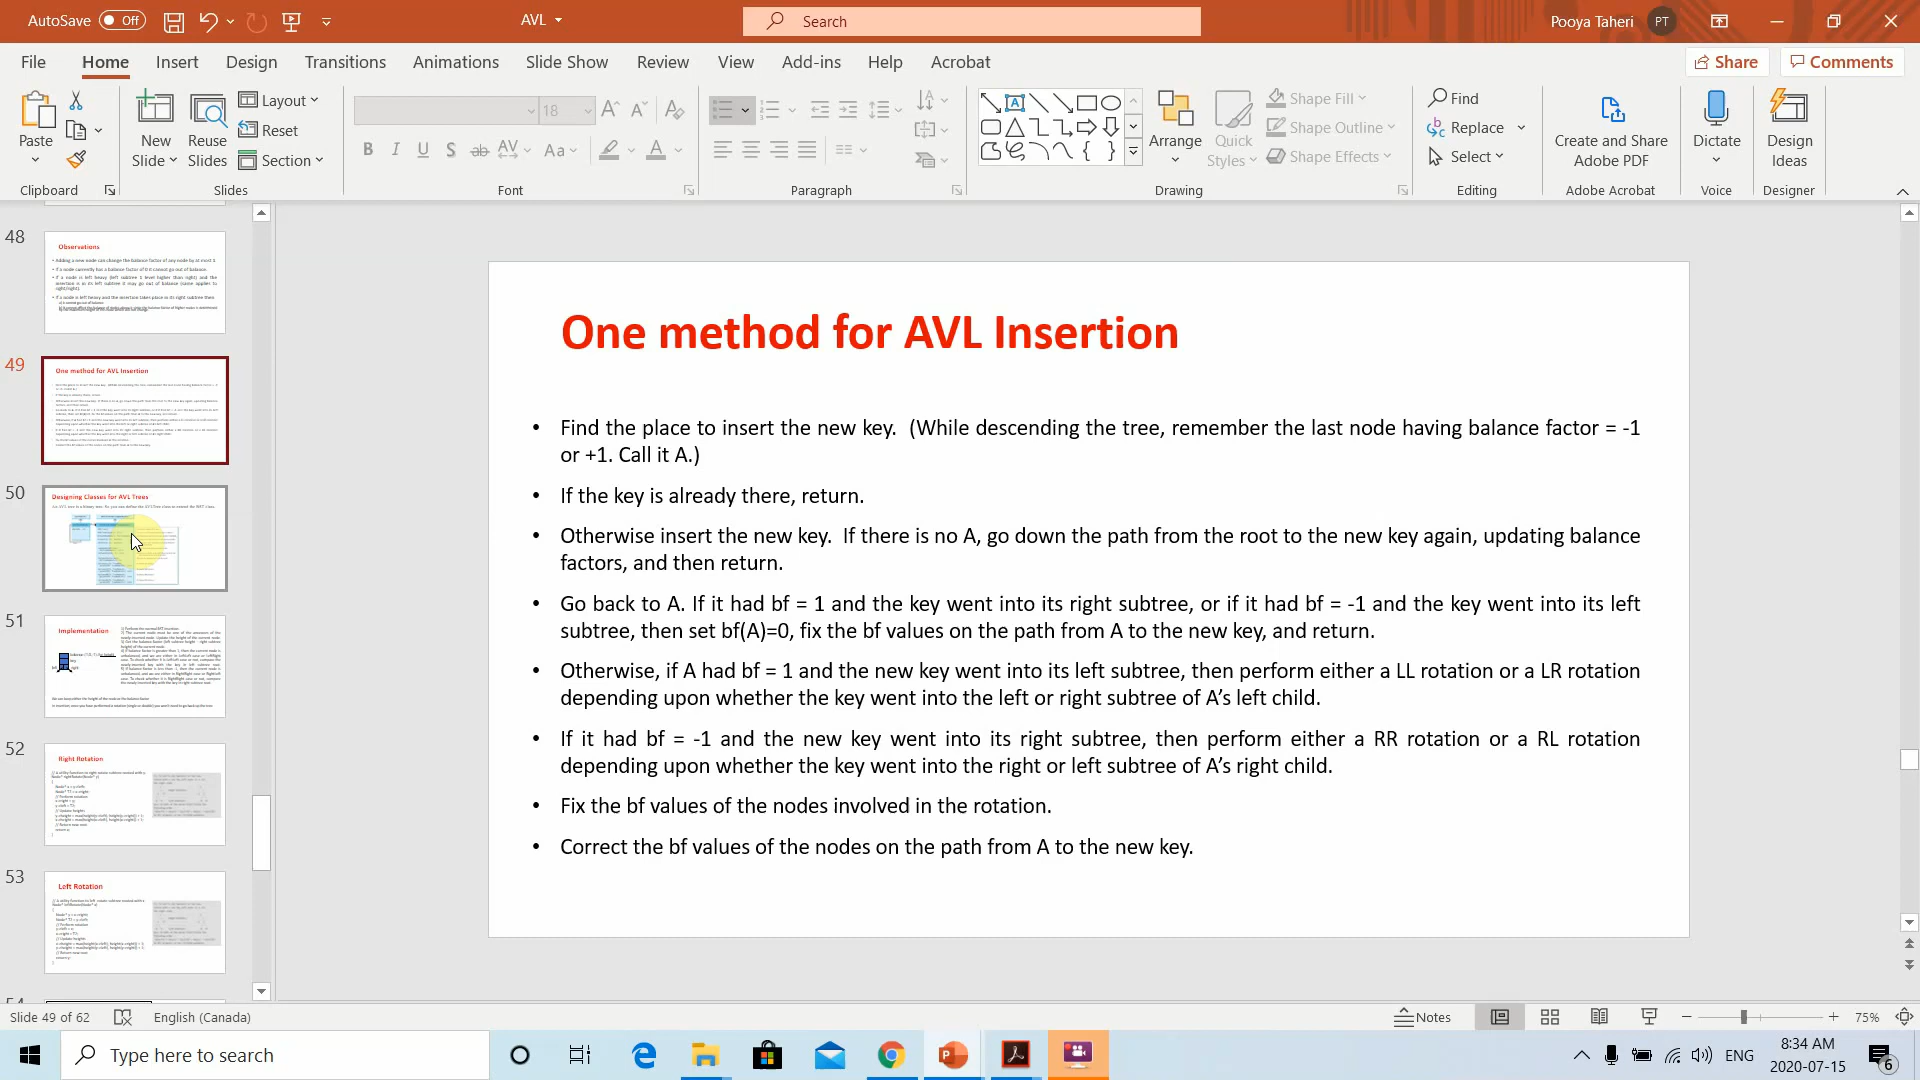 AutoSave Off
AVL
Search
Pooya Taheri PT
File Home Insert Design Transitions Animations Slide Show Review View Add-ins Help Acrobat Share Comments
Paste
Clipboard
New
Slide
Reuse
Slides
Layout
Reset
Section
Slides
18
B I U S ab AV Aa A
Font
Paragraph
Arrange
Quick
Styles
Shape Fill
Shape Outline
Shape Effects
Drawing
Find
Replace
Select
Editing
Create and Share
Adobe PDF
Adobe Acrobat
Dictate
Voice
Design
Ideas
Designer
48
Observations
49
One method for AVL Insertion
50
Designing Classes for AVL Trees
51
Implementation
52
Right Rotation
53
Left Rotation
54
One method for AVL Insertion
• Find the place to insert the new key. (While descending the tree, remember the last node having balance factor = -1
or +1. Call it A.)
• If the key is already there, return.
• Otherwise insert the new key. If there is no A, go down the path from the root to the new key again, updating balance
factors, and then return.
• Go back to A. If it had bf = 1 and the key went into its right subtree, or if it had bf = -1 and the key went into its left
subtree, then set bf(A)=0, fix the bf values on the path from A to the new key, and return.
• Otherwise, if A had bf = 1 and the new key went into its left subtree, then perform either a LL rotation or a LR rotation
depending upon whether the key went into the left or right subtree of A’s left child.
• If it had bf = -1 and the new key went into its right subtree, then perform either a RR rotation or a RL rotation
depending upon whether the key went into the right or left subtree of A’s right child.
• Fix the bf values of the nodes involved in the rotation.
• Correct the bf values of the nodes on the path from A to the new key.
Slide 49 of 62
English (Canada)
Notes
75%
Type here to search
ENG
8:34 AM
2020-07-15
6